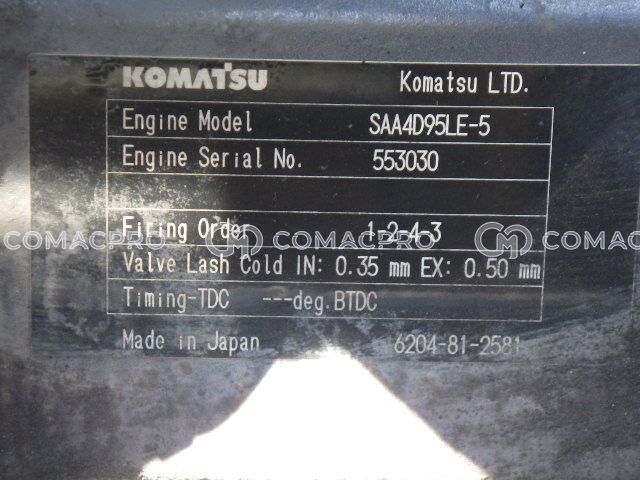 KOMATSU Komatsu LTD.
Engine Model SAA4D95LE-5
Engine Serial No. 553030
Firing Order 1-2-4-3
COMACPRO CM COMACPRO CM COMACPRO
Valve Lash Cold IN: 0.35 mm EX: 0.50 mm
Timing-TDC ---deg.BTDC
Made in Japan 6204-81-2581